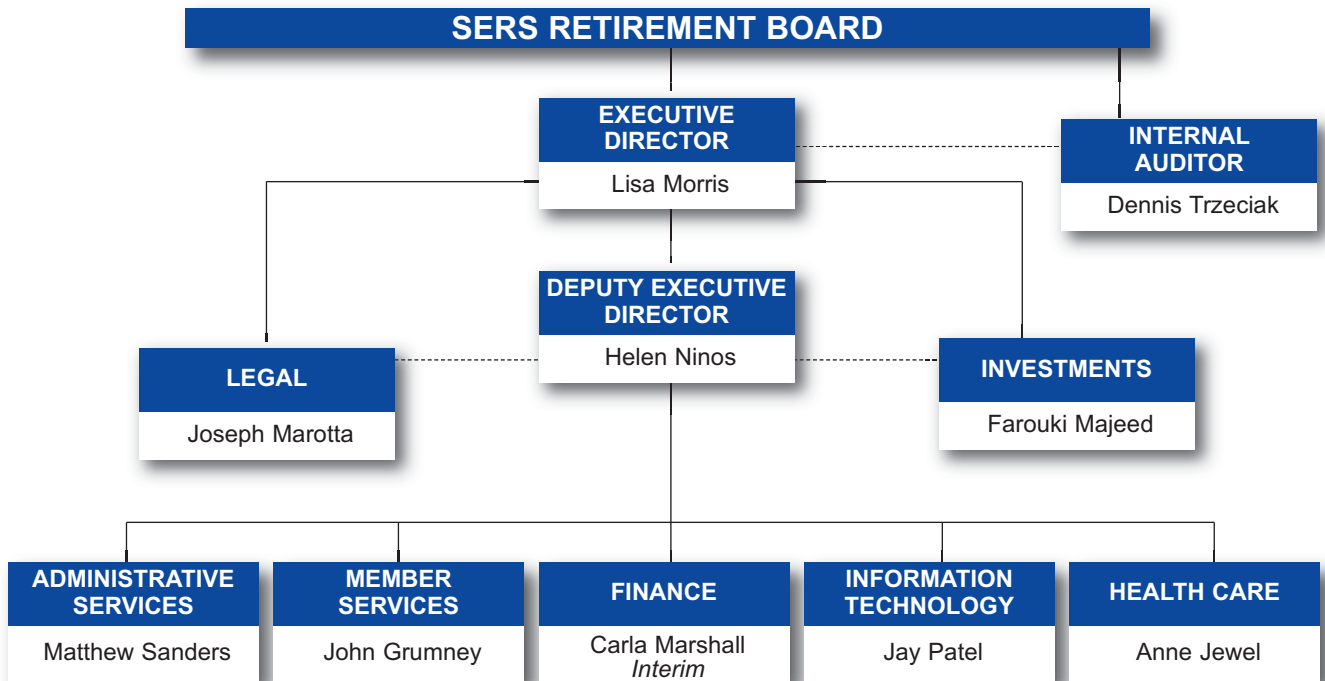 SERS RETIREMENT BOARD
EXECUTIVE
DIRECTOR
Lisa Morris
INTERNAL
AUDITOR
Dennis Trzeciak
DEPUTY EXECUTIVE
DIRECTOR
Helen Ninos
LEGAL
Joseph Marotta
INVESTMENTS
Farouki Majeed
ADMINISTRATIVE
SERVICES
Matthew Sanders
MEMBER
SERVICES
John Grumney
FINANCE
Carla Marshall
Interim
INFORMATION
TECHNOLOGY
Jay Patel
HEALTH CARE
Anne Jewel